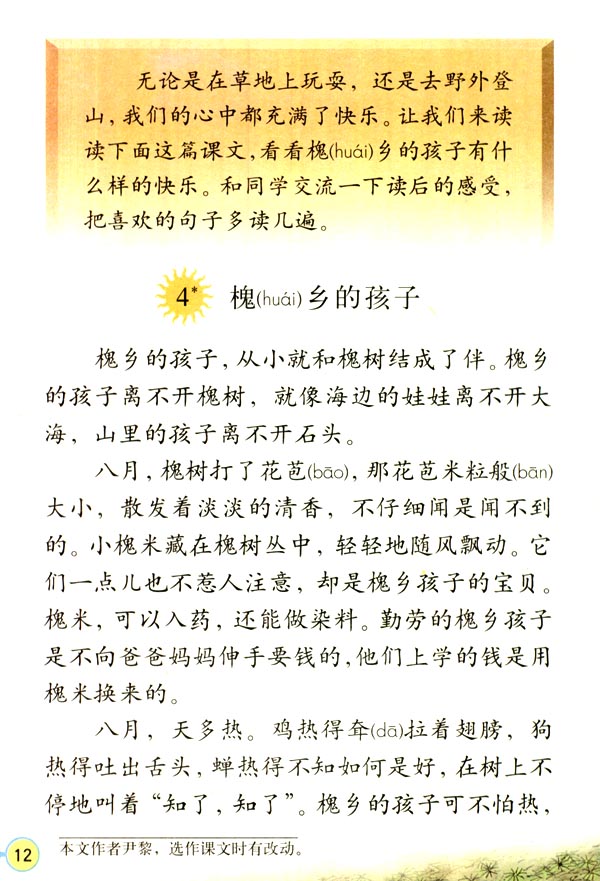 无论是在草地上玩耍，还是去野外登
山，我们的心中都充满了快乐。让我们来读
读下面这篇课文，看看槐(huái)乡的孩子有什
么样的快乐。和同学交流一下读后的感受，
把喜欢的句子多读几遍。
4* 槐(huái)乡的孩子
槐乡的孩子，从小就和槐树结成了伴。槐乡
的孩子离不开槐树，就像海边的娃娃离不开大
海，山里的孩子离不开石头。
八月，槐树打了花苞(bāo)，那花苞米粒般(bān)
大小，散发着淡淡的清香，不仔细闻是闻不到
的。小槐米藏在槐树丛中，轻轻地随风飘动。它
们一点儿也不惹人注意，却是槐乡孩子的宝贝。
槐米，可以入药，还能做染料。勤劳的槐乡孩子
是不向爸爸妈妈伸手要钱的，他们上学的钱是用
槐米换来的。
八月，天多热。鸡热得耷(dā)拉着翅膀，狗
热得吐出舌头，蝉热得不知如何是好，在树上不
停地叫着“知了，知了”。槐乡的孩子可不怕热，
本文作者尹黎，选作课文时有改动。
12